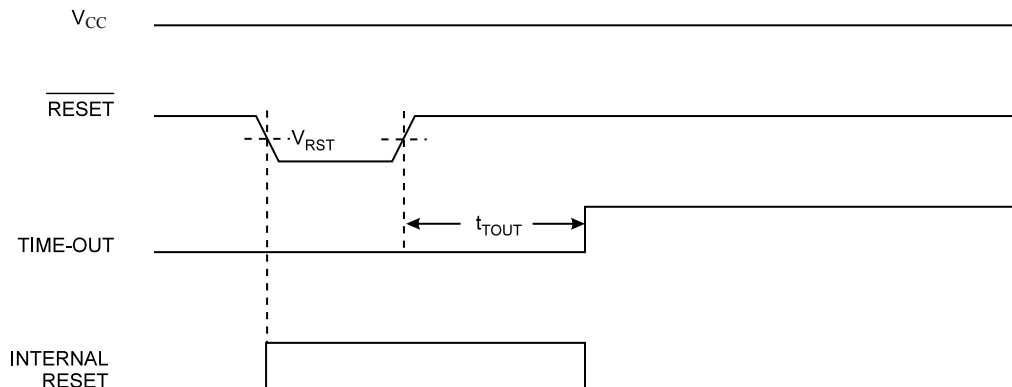 VCC
RESET
VRST
tTOUT
TIME-OUT
INTERNAL
RESET